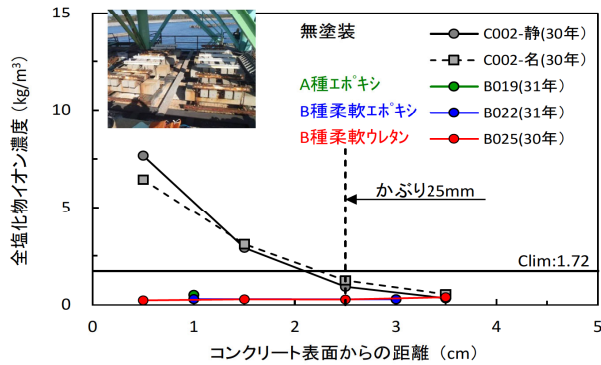 全塩化物イオン濃度 (kg/m³)
15
10
5
0
無塗装
A種エポキシ
B種柔軟エポキシ
B種柔軟ウレタン
C002-静(30年)
C002-名(30年)
B019(31年)
B022(31年)
B025(30年)
かぶり25mm
Clim:1.72
0
1
2
3
4
5
コンクリート表面からの距離 (cm)